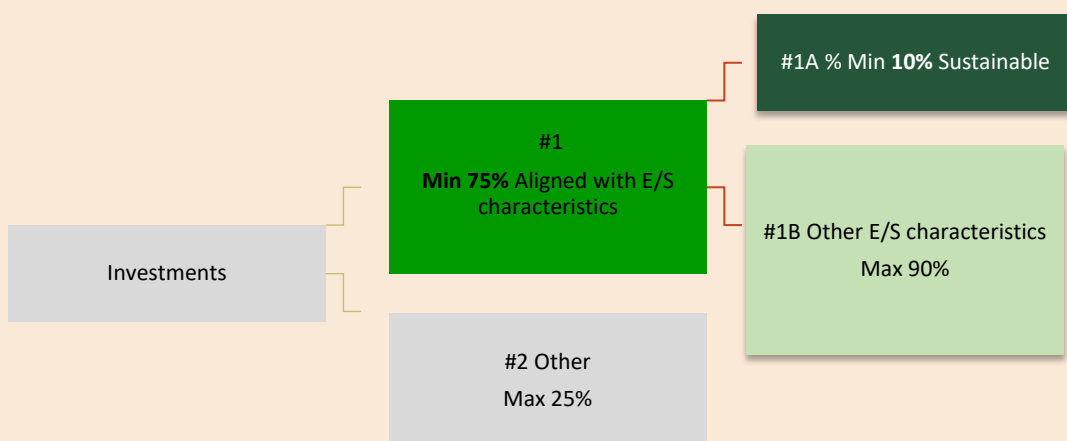 Investments
#1
Min 75% Aligned with E/S
characteristics
#2 Other
Max 25%
#1A % Min 10% Sustainable
#1B Other E/S characteristics
Max 90%